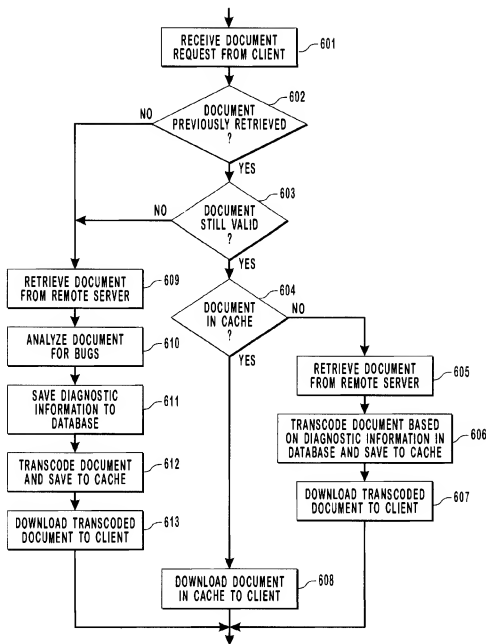 RECEIVE DOCUMENT
REQUEST FROM CLIENT
601
602
NO
DOCUMENT
PREVIOUSLY RETRIEVED
?
YES
603
NO
DOCUMENT
STILL VALID
?
YES
604
DOCUMENT
IN CACHE
?
NO
YES
609
RETRIEVE DOCUMENT
FROM REMOTE SERVER
610
ANALYZE DOCUMENT
FOR BUGS
611
SAVE DIAGNOSTIC
INFORMATION TO
DATABASE
612
TRANSCODE DOCUMENT
AND SAVE TO CACHE
613
DOWNLOAD TRANSCODED
DOCUMENT TO CLIENT
RETRIEVE DOCUMENT
FROM REMOTE SERVER
605
TRANSCODE DOCUMENT BASED
ON DIAGNOSTIC INFORMATION IN
DATABASE AND SAVE TO CACHE
606
DOWNLOAD TRANSCODED
DOCUMENT TO CLIENT
607
DOWNLOAD DOCUMENT
IN CACHE TO CLIENT
608